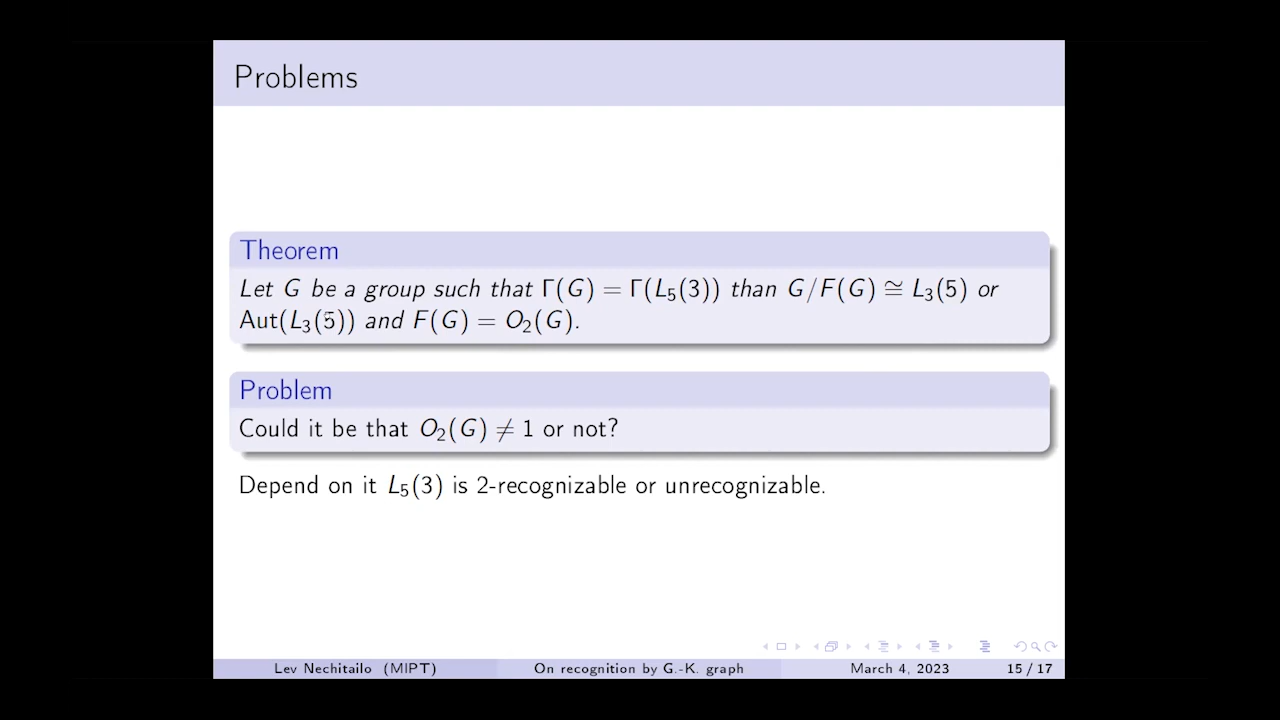 Problems
Theorem
Let G be a group such that Γ(G) = Γ(L₅(3)) than G/F(G) ≅ L₃(5) or
Aut(L₃(5)) and F(G) = O₂(G).
Problem
Could it be that O₂(G) ≠ 1 or not?
Depend on it L₅(3) is 2-recognizable or unrecognizable.
Lev Nechitailo (MIPT) On recognition by G.-K. graph March 4, 2023 15 / 17